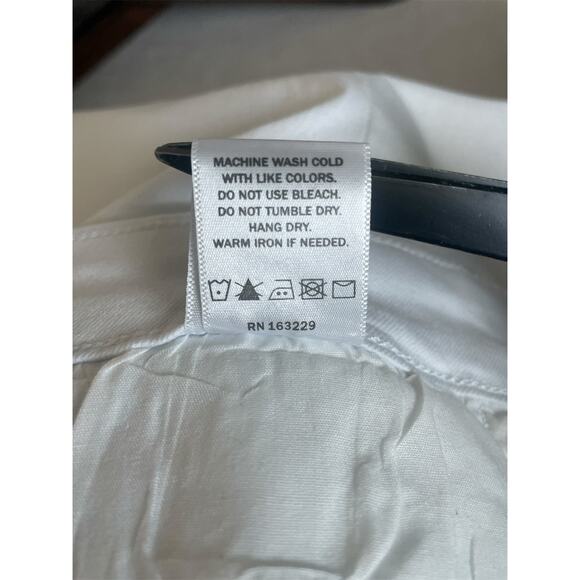 MACHINE WASH COLD
WITH LIKE COLORS.
DO NOT USE BLEACH.
DO NOT TUMBLE DRY.
HANG DRY.
WARM IRON IF NEEDED.
RN 163229